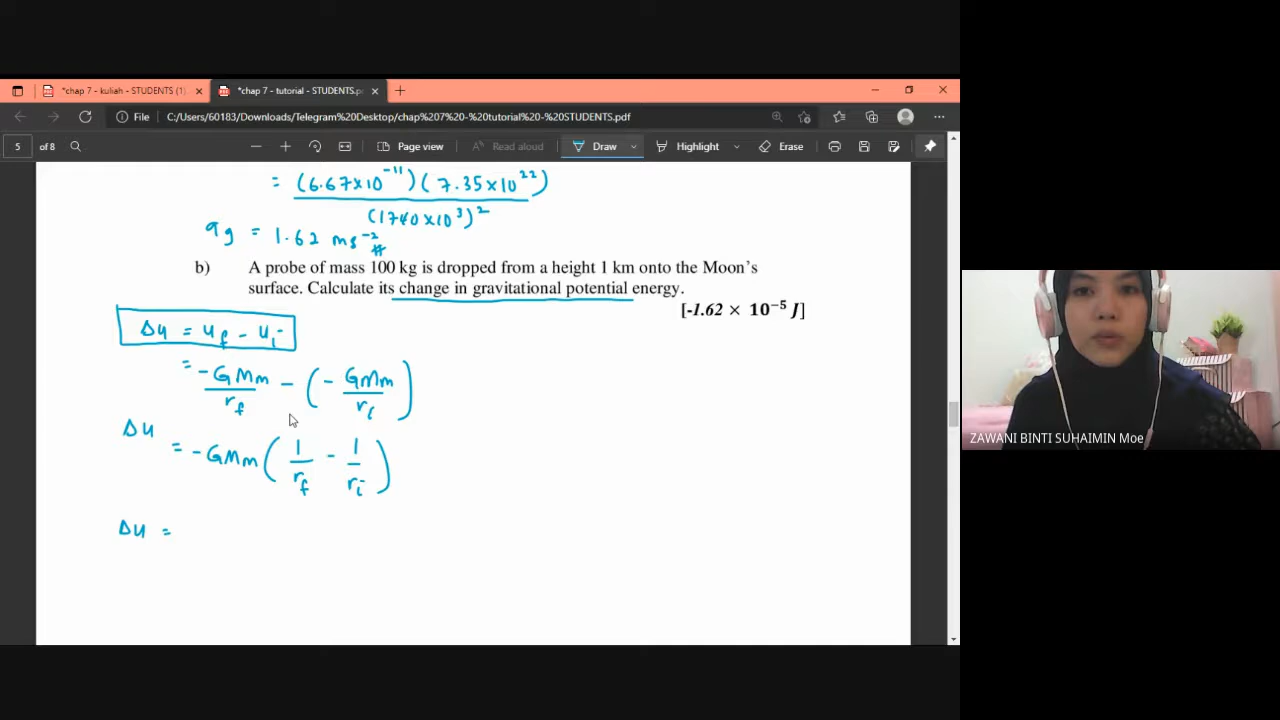 *chap 7 - kuliah - STUDENTS (1)
*chap 7 - tutorial - STUDENTS.p
File
C:/Users/60183/Downloads/Telegram%20Desktop/chap%207%20-%20tutorial%20-%20STUDENTS.pdf
5 of 8
Page view
Read aloud
Draw
Highlight
Erase
= (6.67×10⁻¹¹)(7.35×10²²)
(1740×10³)²
ag = 1.62 ms⁻² #
b) A probe of mass 100 kg is dropped from a height 1 km onto the Moon's
surface. Calculate its change in gravitational potential energy.
[-1.62 × 10⁻⁵ J]
ΔU = U_f - U_i
= -GMm/r_f - (-GMm/r_i)
ΔU = -GMm (1/r_f - 1/r_i)
ΔU =
ZAWANI BINTI SUHAIMIN Moe